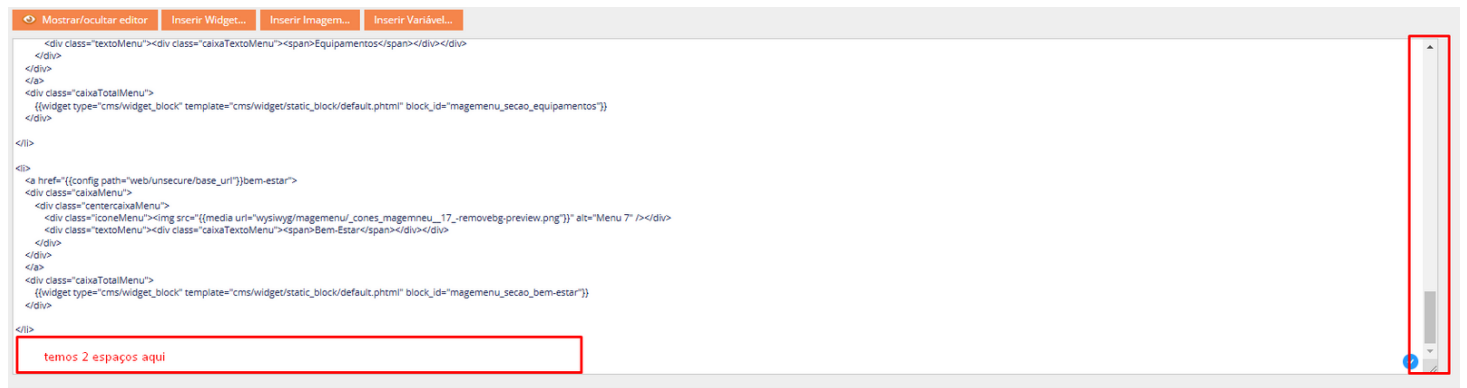 Mostrar/ocultar editor Inserir Widget... Inserir Imagem... Inserir Variável...
<div class="textoMenu"><div class="caixaTextoMenu"><span>Equipamentos</span></div></div>
</div>
</div>
</a>
<div class="caixaTotalMenu">
{{widget type="cms/widget_block" template="cms/widget/static_block/default.phtml" block_id="magemenu_secao_equipamentos"}}
</div>
</li>
<li>
<a href="{{config path="web/unsecure/base_url"}}bem-estar">
<div class="caixaMenu">
<div class="centercaixaMenu">
<div class="iconeMenu"><img src="{{media url="wysiwyg/magemenu/_cones_magemneu__17_-removebg-preview.png"}}" alt="Menu 7" /></div>
<div class="textoMenu"><div class="caixaTextoMenu"><span>Bem-Estar</span></div></div>
</div>
</div>
</a>
<div class="caixaTotalMenu">
{{widget type="cms/widget_block" template="cms/widget/static_block/default.phtml" block_id="magemenu_secao_bem-estar"}}
</div>
</li>
temos 2 espaços aqui